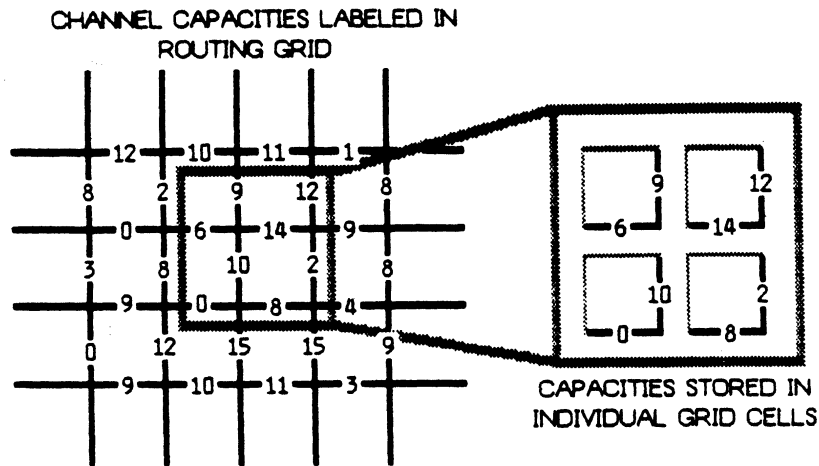 CHANNEL CAPACITIES LABELED IN
ROUTING GRID
12 10 11 1
8 2 9 12 8
0 6 14 9
3 8 10 2 8
9 0 8 4
0 12 15 15 9
9 10 11 3
9 12
6 14
10 2
0 8
CAPACITIES STORED IN
INDIVIDUAL GRID CELLS